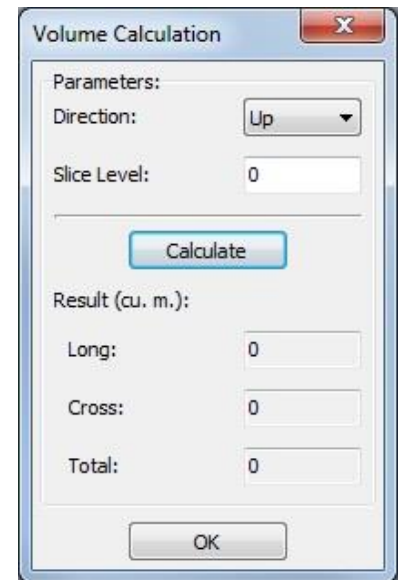 Volume Calculation
Parameters:
Direction: Up
Slice Level: 0
Calculate
Result (cu. m.):
Long: 0
Cross: 0
Total: 0
OK